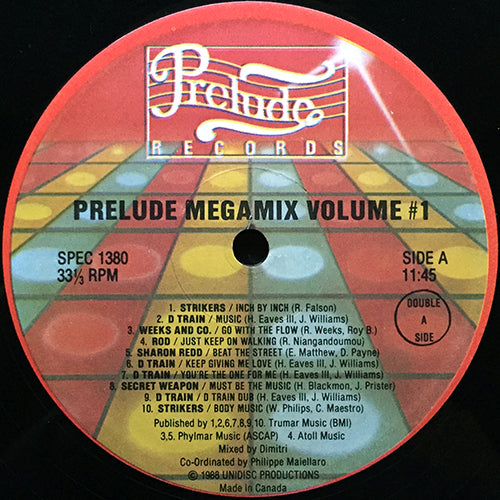 Prelude
RECORDS
PRELUDE MEGAMIX VOLUME #1
SPEC 1380
33⅓ RPM
SIDE A
11:45
DOUBLE
A
SIDE
1. STRIKERS / INCH BY INCH (R. Falson)
2. D TRAIN / MUSIC (H. Eaves III, J. Williams)
3. WEEKS AND CO. / GO WITH THE FLOW (R. Weeks, Roy B.)
4. ROD / JUST KEEP ON WALKING (R. Niangandoumou)
5. SHARON REDD / BEAT THE STREET (E. Matthew, D. Payne)
6. D TRAIN / KEEP GIVING ME LOVE (H. Eaves III, J. Williams)
7. D TRAIN / YOU'RE THE ONE FOR ME (H. Eaves III, J. Williams)
8. SECRET WEAPON / MUST BE THE MUSIC (H. Blackmon, J. Prister)
9. D TRAIN / D TRAIN DUB (H. Eaves III, J. Williams)
10. STRIKERS / BODY MUSIC (W. Philips, C. Maestro)
Published by 1,2,6,7,8,9,10. Trumar Music (BMI)
3,5. Phylmar Music (ASCAP) 4. Atoll Music
Mixed by Dimitri
Co-Ordinated by Philippe Maiellaro
© 1988 UNIDISC PRODUCTIONS
Made in Canada